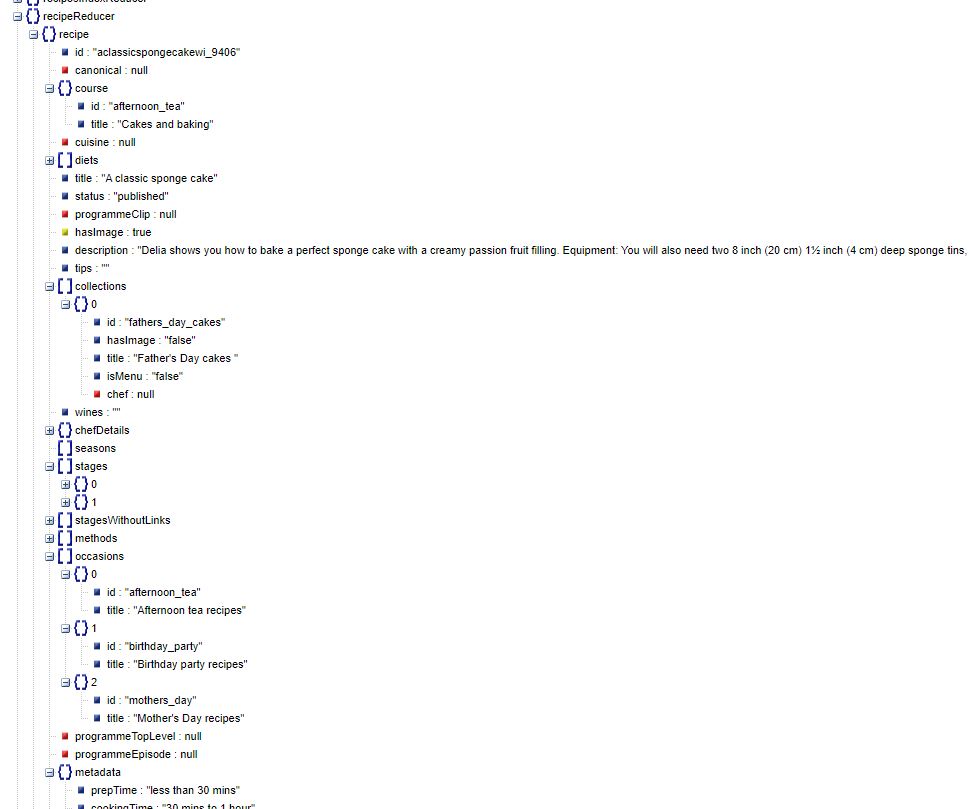 recipesIndexReducer
recipeReducer
recipe
id : "aclassicspongecakewi_9406"
canonical : null
course
id : "afternoon_tea"
title : "Cakes and baking"
cuisine : null
diets
title : "A classic sponge cake"
status : "published"
programmeClip : null
hasImage : true
description : "Delia shows you how to bake a perfect sponge cake with a creamy passion fruit filling. Equipment: You will also need two 8 inch (20 cm) 1½ inch (4 cm) deep sponge tins,
tips : ""
collections
0
id : "fathers_day_cakes"
hasImage : "false"
title : "Father's Day cakes "
isMenu : "false"
chef : null
wines : ""
chefDetails
seasons
stages
0
1
stagesWithoutLinks
methods
occasions
0
id : "afternoon_tea"
title : "Afternoon tea recipes"
1
id : "birthday_party"
title : "Birthday party recipes"
2
id : "mothers_day"
title : "Mother's Day recipes"
programmeTopLevel : null
programmeEpisode : null
metadata
prepTime : "less than 30 mins"
cookingTime : "30 mins to 1 hour"